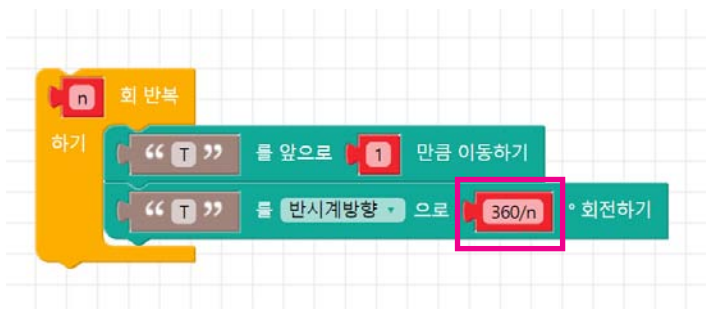 n 회 반복
하기
“ T ” 를 앞으로 1 만큼 이동하기
“ T ” 를 반시계방향 으로 360/n ° 회전하기